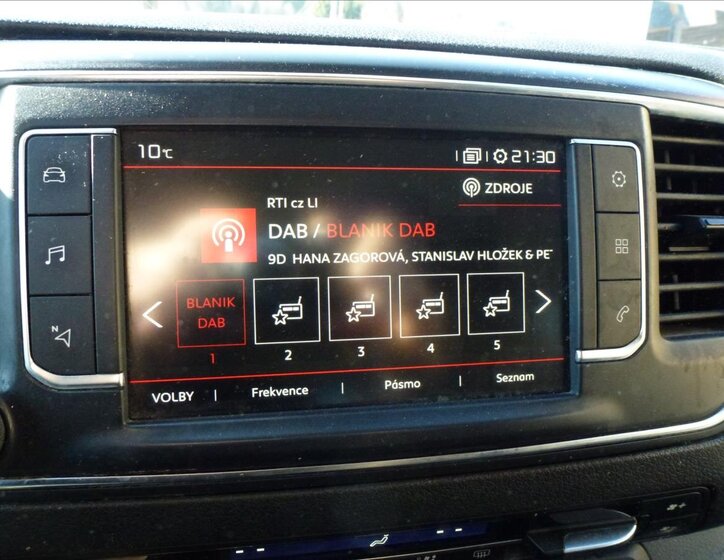 10°C 21:30
ZDROJE
RTI cz LI
DAB / BLANIK DAB
9D HANA ZAGOROVÁ, STANISLAV HLOŽEK & PE
BLANIK DAB
1 2 3 4 5
VOLBY | Frekvence | Pásmo | Seznam
N